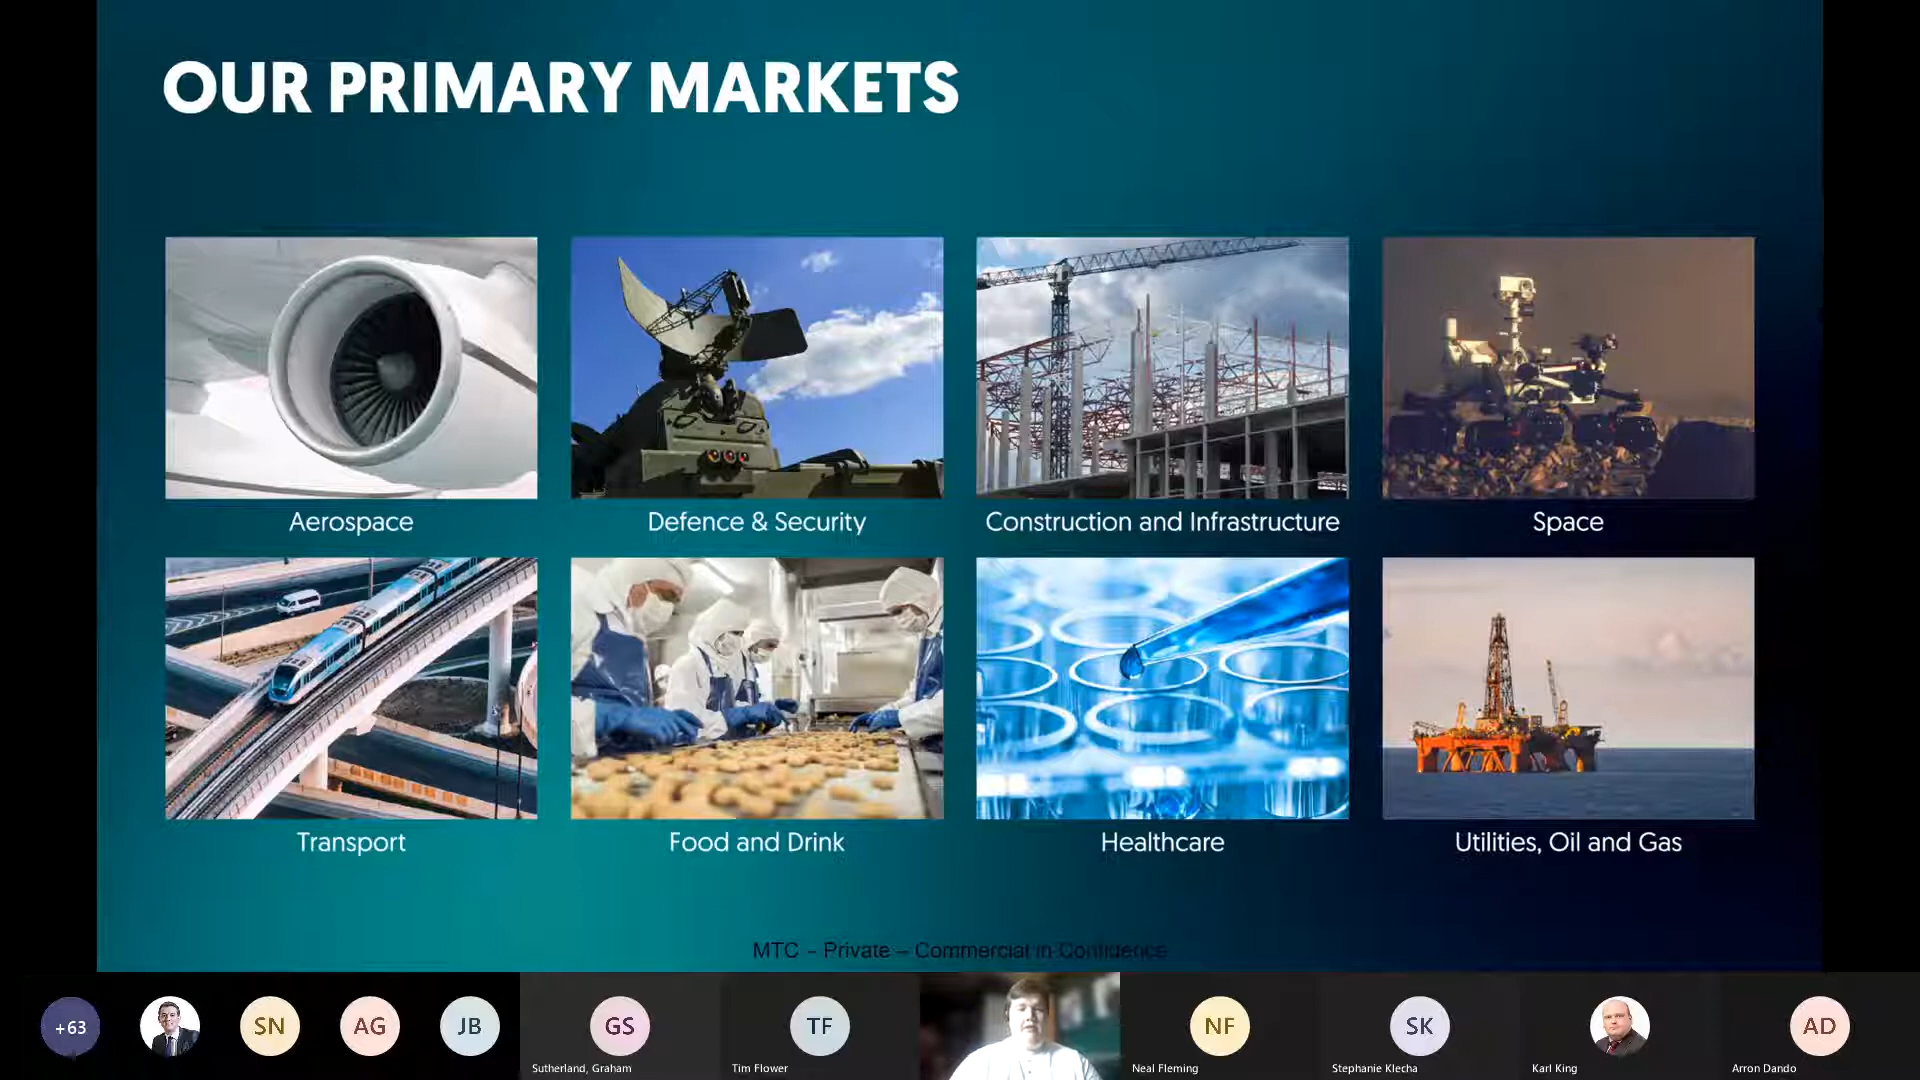 OUR PRIMARY MARKETS
Aerospace
Defence & Security
Construction and Infrastructure
Space
Transport
Food and Drink
Healthcare
Utilities, Oil and Gas
MTC – Private – Commercial in Confidence
+63
SN
AG
JB
GS
TF
NF
SK
AD
Sutherland, Graham
Tim Flower
Neal Fleming
Stephanie Klecha
Karl King
Arron Dando